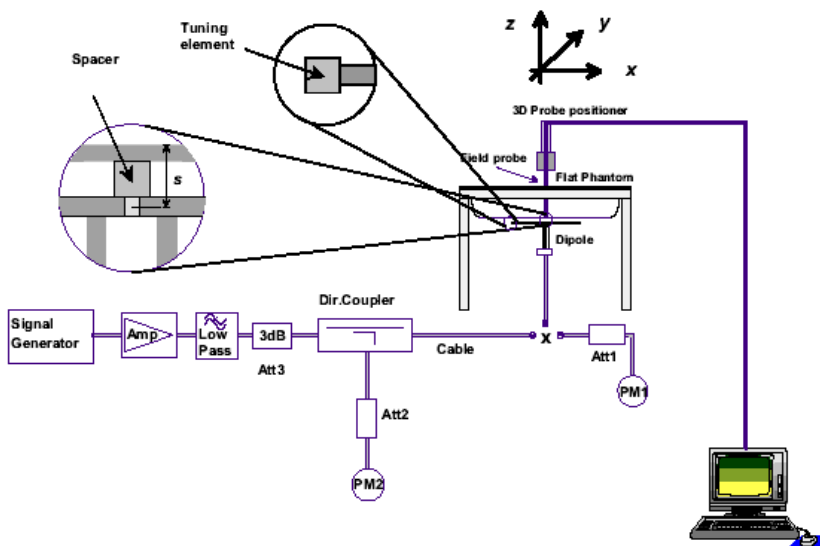 Tuning
element
Spacer
z
y
x
3D Probe positioner
Field probe
Flat Phantom
s
Dipole
Dir.Coupler
Signal
Generator
Amp
Low
Pass
3dB
Att3
Cable
x
Att1
PM1
Att2
PM2